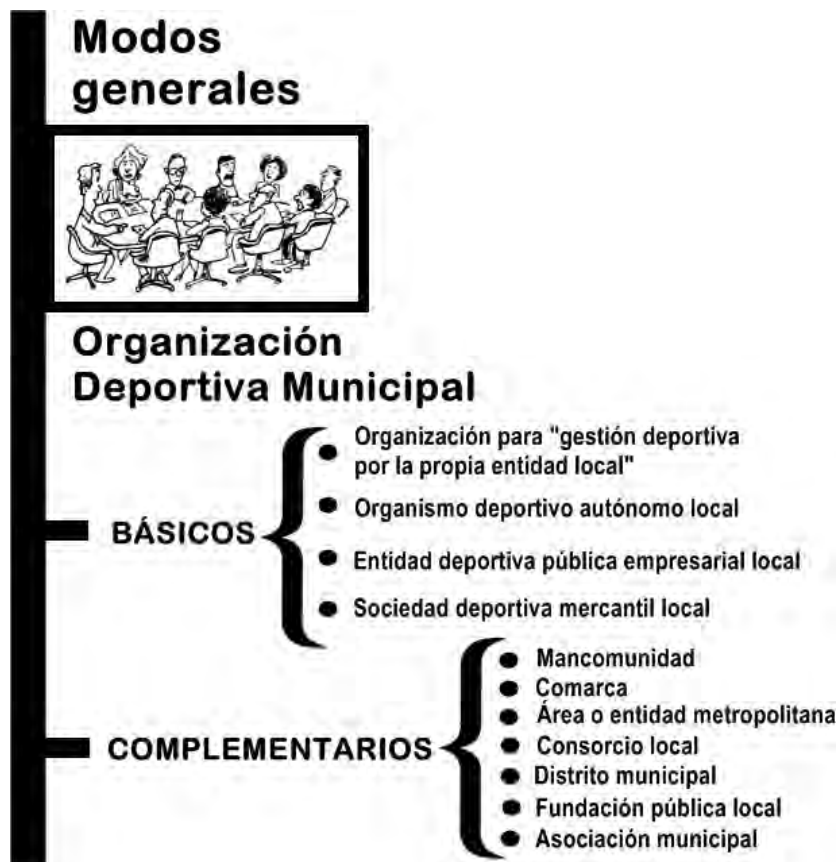 Modos
generales
Organización
Deportiva Municipal
BÁSICOS
Organización para "gestión deportiva
por la propia entidad local"
Organismo deportivo autónomo local
Entidad deportiva pública empresarial local
Sociedad deportiva mercantil local
COMPLEMENTARIOS
Mancomunidad
Comarca
Área o entidad metropolitana
Consorcio local
Distrito municipal
Fundación pública local
Asociación municipal